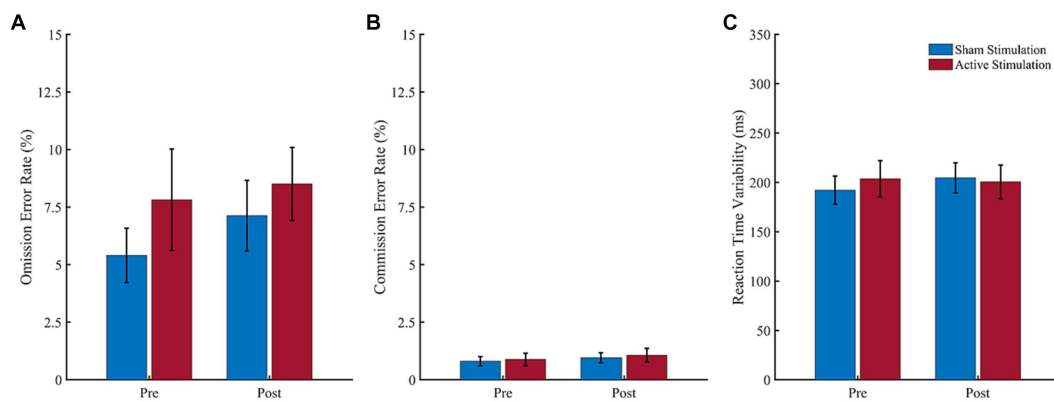 A
Omission Error Rate (%)
15
12.5
10
7.5
5
2.5
0
Pre Post
B
Commission Error Rate (%)
15
12.5
10
7.5
5
2.5
0
Pre Post
C
Reaction Time Variability (ms)
350
300
250
200
150
100
50
0
Pre Post
Sham Stimulation
Active Stimulation